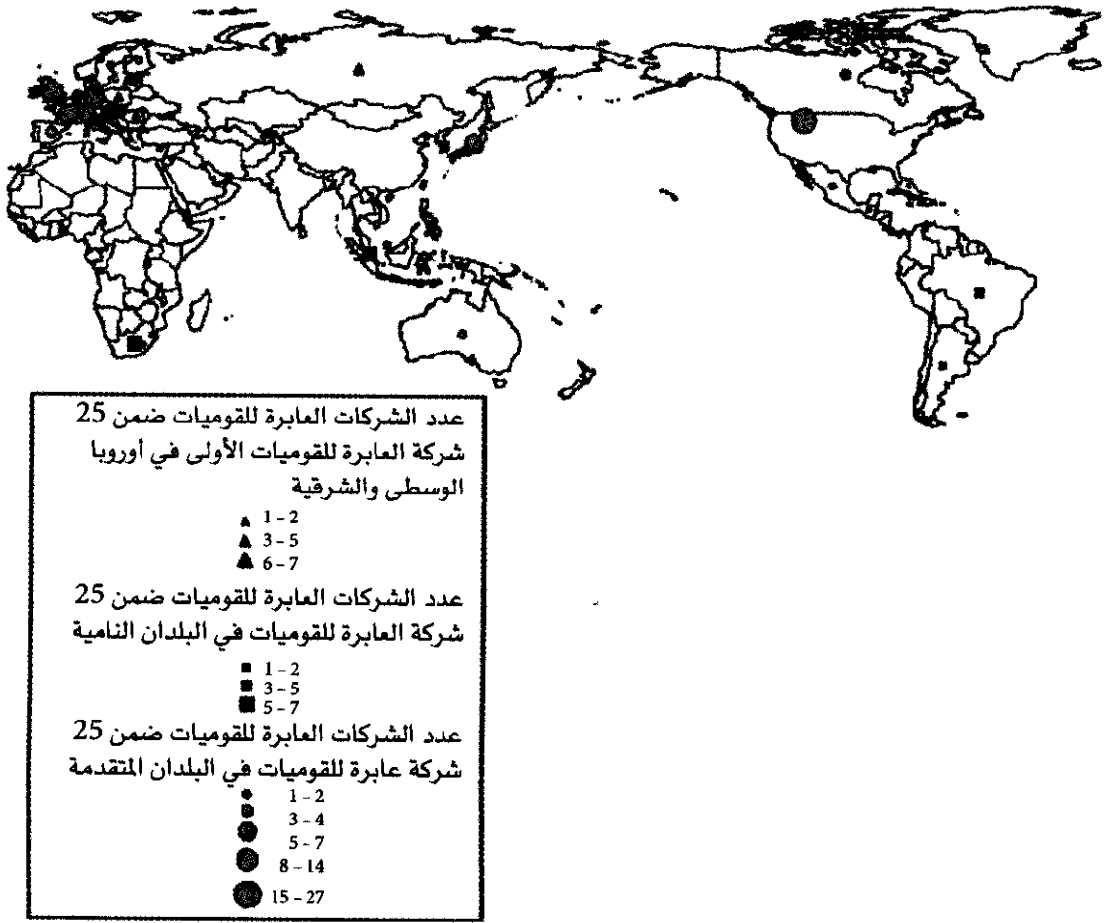 عدد الشركات العابرة للقوميات ضمن 25
شركة العابرة للقوميات الأولى في أوروبا
الوسطى والشرقية
1 – 2
3 – 5
6 – 7
عدد الشركات العابرة للقوميات ضمن 25
شركة العابرة للقوميات في البلدان النامية
1 – 2
3 – 5
5 – 7
عدد الشركات العابرة للقوميات ضمن 25
شركة عابرة للقوميات في البلدان المتقدمة
1 – 2
3 – 4
5 – 7
8 – 14
15 – 27